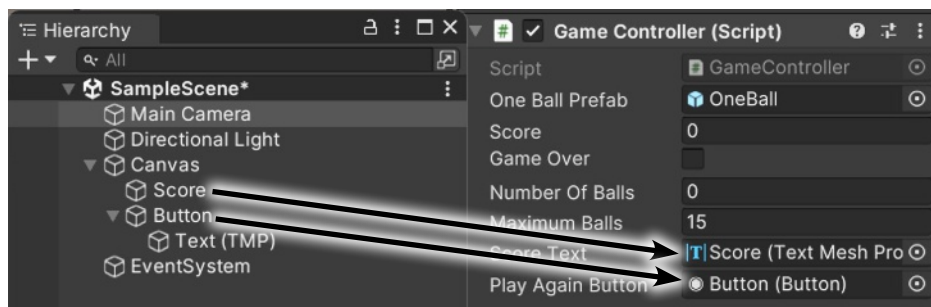 Hierarchy
All
SampleScene*
Main Camera
Directional Light
Canvas
Score
Button
Text (TMP)
EventSystem
# Game Controller (Script)
Script # GameController
One Ball Prefab OneBall
Score 0
Game Over
Number Of Balls 0
Maximum Balls 15
Score Text T Score (Text Mesh Pro
Play Again Button Button (Button)